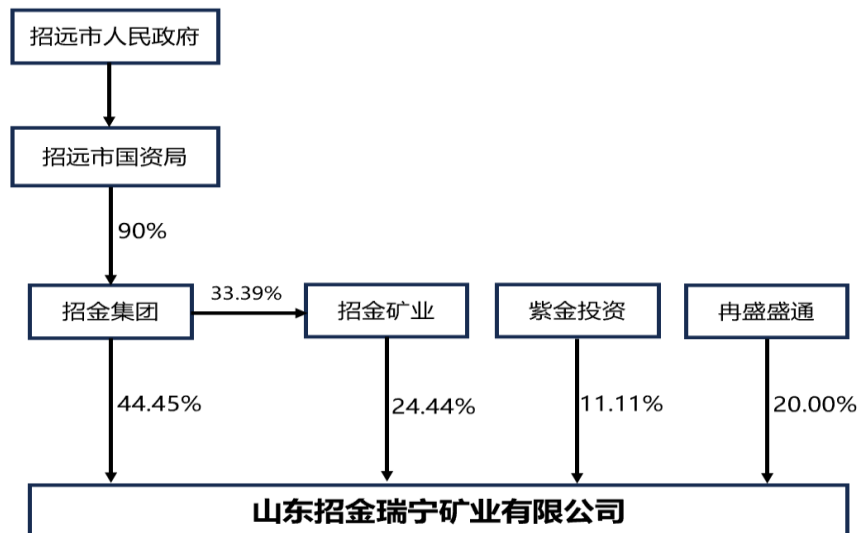 招远市人民政府
招远市国资局
90%
招金集团
33.39%
招金矿业
紫金投资
冉盛盛通
44.45%
24.44%
11.11%
20.00%
山东招金瑞宁矿业有限公司